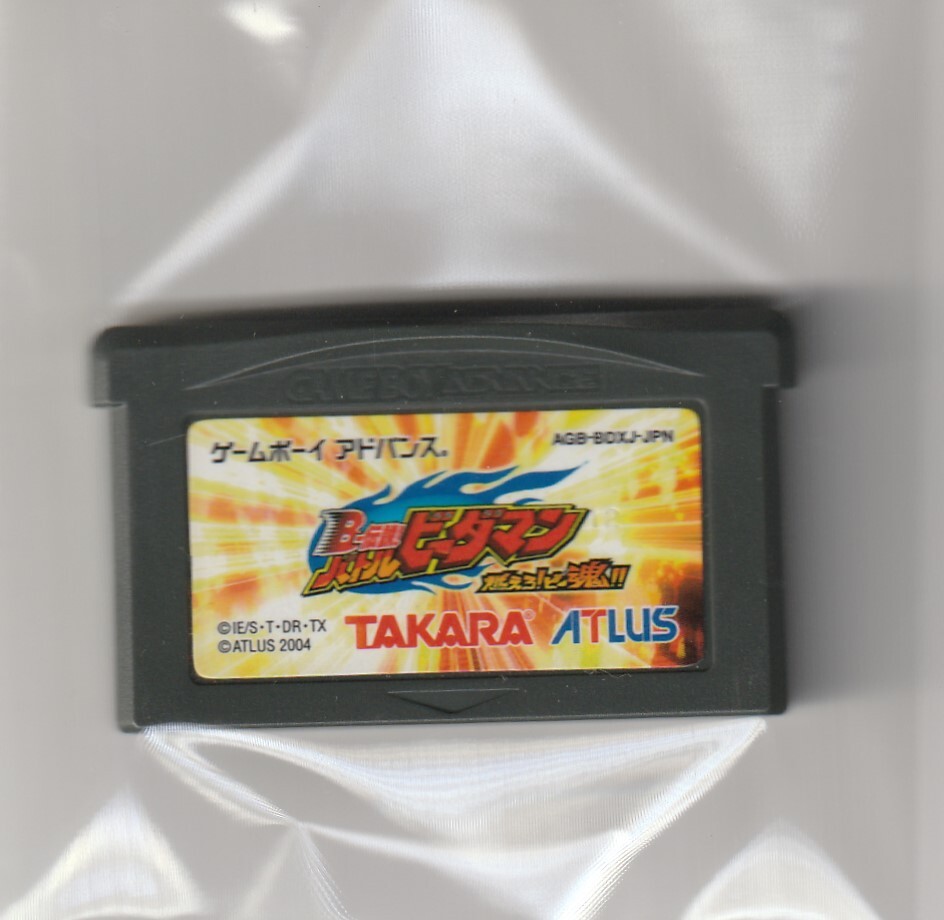 GAME BOY ADVANCE
ゲームボーイ アドバンス。
AGB-BDXJ-JPN
B-伝説!
バトル ビーダマン
燃えろ!ビー魂!!
©IE/S・T・DR・TX
©ATLUS 2004
TAKARA®
ATLUS